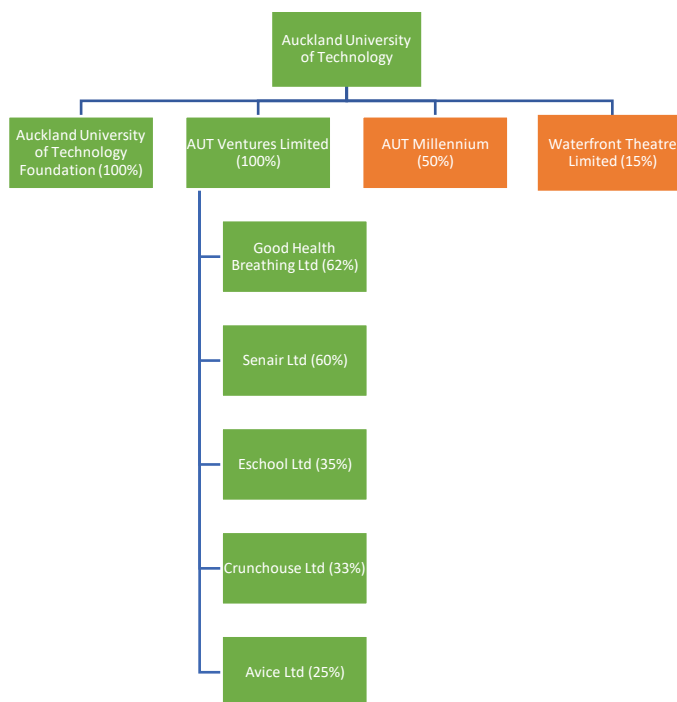 Auckland University
of Technology
Auckland University
of Technology
Foundation (100%)
AUT Ventures Limited
(100%)
AUT Millennium
(50%)
Waterfront Theatre
Limited (15%)
Good Health
Breathing Ltd (62%)
Senair Ltd (60%)
Eschool Ltd (35%)
Crunchouse Ltd (33%)
Avice Ltd (25%)